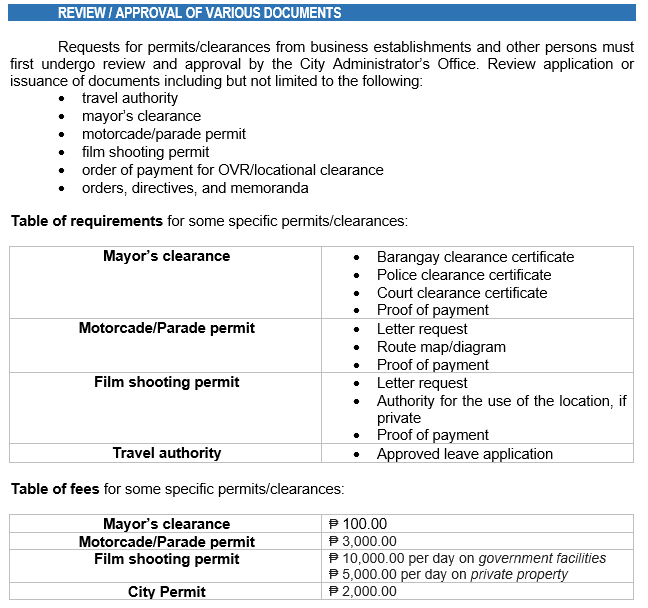 REVIEW / APPROVAL OF VARIOUS DOCUMENTS
Requests for permits/clearances from business establishments and other persons must
first undergo review and approval by the City Administrator's Office. Review application or
issuance of documents including but not limited to the following:
• travel authority
• mayor's clearance
• motorcade/parade permit
• film shooting permit
• order of payment for OVR/locational clearance
• orders, directives, and memoranda
Table of requirements for some specific permits/clearances:
Mayor's clearance
• Barangay clearance certificate
• Police clearance certificate
• Court clearance certificate
• Proof of payment
Motorcade/Parade permit
• Letter request
• Route map/diagram
• Proof of payment
Film shooting permit
• Letter request
• Authority for the use of the location, if
private
• Proof of payment
Travel authority
• Approved leave application
Table of fees for some specific permits/clearances:
Mayor's clearance ₱ 100.00
Motorcade/Parade permit ₱ 3,000.00
Film shooting permit ₱ 10,000.00 per day on government facilities
₱ 5,000.00 per day on private property
City Permit ₱ 2,000.00